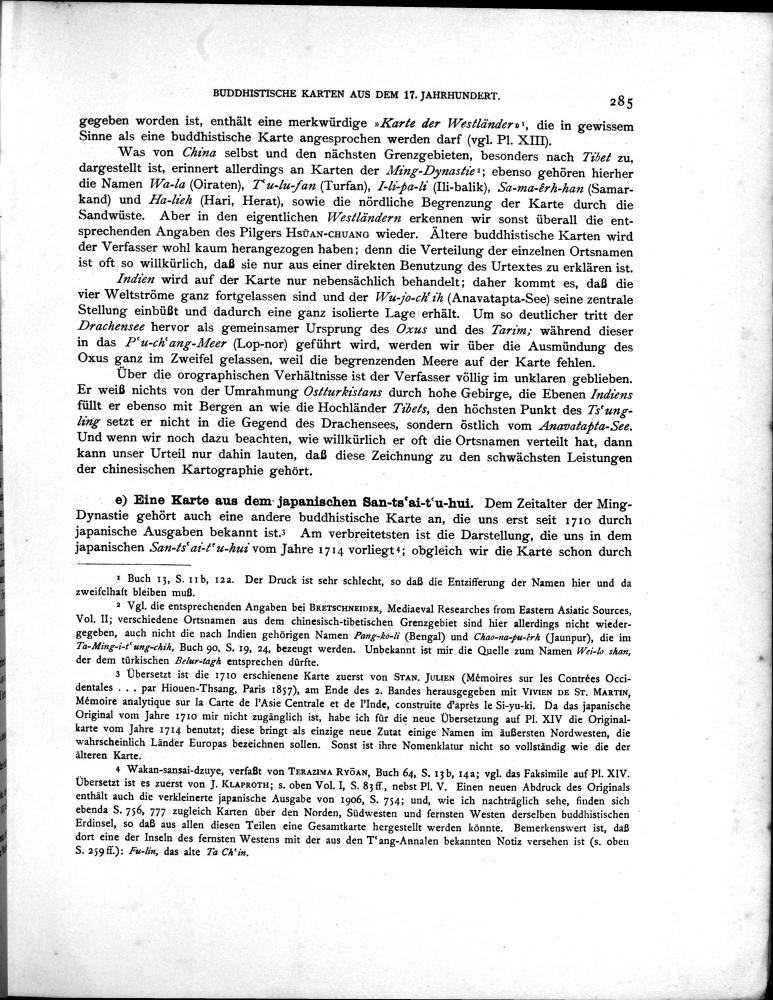 BUDDHISTISCHE KARTEN AUS DEM 17. JAHRHUNDERT.
285
gegeben worden ist, enthält eine merkwürdige »Karte der Westländer«¹, die in gewissem
Sinne als eine buddhistische Karte angesprochen werden darf (vgl. Pl. XIII).
Was von China selbst und den nächsten Grenzgebieten, besonders nach Tibet zu,
dargestellt ist, erinnert allerdings an Karten der Ming-Dynastie²; ebenso gehören hierher
die Namen Wa-la (Oiraten), Tʻu-lu-fan (Turfan), I-li-pa-li (Ili-balik), Sa-ma-êrh-han (Samar-
kand) und Ha-lieh (Hari, Herat), sowie die nördliche Begrenzung der Karte durch die
Sandwüste. Aber in den eigentlichen Westländern erkennen wir sonst überall die ent-
sprechenden Angaben des Pilgers HSÜAN-CHUANG wieder. Ältere buddhistische Karten wird
der Verfasser wohl kaum herangezogen haben; denn die Verteilung der einzelnen Ortsnamen
ist oft so willkürlich, daß sie nur aus einer direkten Benutzung des Urtextes zu erklären ist.
Indien wird auf der Karte nur nebensächlich behandelt; daher kommt es, daß die
vier Weltströme ganz fortgelassen sind und der Wu-jo-chʻih (Anavatapta-See) seine zentrale
Stellung einbüßt und dadurch eine ganz isolierte Lage erhält. Um so deutlicher tritt der
Drachensee hervor als gemeinsamer Ursprung des Oxus und des Tarim; während dieser
in das Pʻu-chʻang-Meer (Lop-nor) geführt wird, werden wir über die Ausmündung des
Oxus ganz im Zweifel gelassen, weil die begrenzenden Meere auf der Karte fehlen.
Über die orographischen Verhältnisse ist der Verfasser völlig im unklaren geblieben.
Er weiß nichts von der Umrahmung Ostturkistans durch hohe Gebirge, die Ebenen Indiens
füllt er ebenso mit Bergen an wie die Hochländer Tibets, den höchsten Punkt des Tsʻung-
ling setzt er nicht in die Gegend des Drachensees, sondern östlich vom Anavatapta-See.
Und wenn wir noch dazu beachten, wie willkürlich er oft die Ortsnamen verteilt hat, dann
kann unser Urteil nur dahin lauten, daß diese Zeichnung zu den schwächsten Leistungen
der chinesischen Kartographie gehört.
e) Eine Karte aus dem japanischen San-tsʻai-tʻu-hui. Dem Zeitalter der Ming-
Dynastie gehört auch eine andere buddhistische Karte an, die uns erst seit 1710 durch
japanische Ausgaben bekannt ist.³ Am verbreitetsten ist die Darstellung, die uns in dem
japanischen San-tsʻai-tʻu-hui vom Jahre 1714 vorliegt⁴; obgleich wir die Karte schon durch
¹ Buch 13, S. 11b, 12a. Der Druck ist sehr schlecht, so daß die Entzifferung der Namen hier und da
zweifelhaft bleiben muß.
² Vgl. die entsprechenden Angaben bei BRETSCHNEIDER, Mediaeval Researches from Eastern Asiatic Sources,
Vol. II; verschiedene Ortsnamen aus dem chinesisch-tibetischen Grenzgebiet sind hier allerdings nicht wieder-
gegeben, auch nicht die nach Indien gehörigen Namen Pang-ko-li (Bengal) und Chao-na-pu-êrh (Jaunpur), die im
Ta-Ming-i-tʻung-chih, Buch 90, S. 19, 24, bezeugt werden. Unbekannt ist mir die Quelle zum Namen Wei-lo shan,
der dem türkischen Belur-tagh entsprechen dürfte.
³ Übersetzt ist die 1710 erschienene Karte zuerst von STAN. JULIEN (Mémoires sur les Contrées Occi-
dentales . . . par Hiouen-Thsang, Paris 1857), am Ende des 2. Bandes herausgegeben mit VIVIEN DE ST. MARTIN,
Mémoire analytique sur la Carte de l'Asie Centrale et de l'Inde, construite d'après le Si-yu-ki. Da das japanische
Original vom Jahre 1710 mir nicht zugänglich ist, habe ich für die neue Übersetzung auf Pl. XIV die Original-
karte vom Jahre 1714 benutzt; diese bringt als einzige neue Zutat einige Namen im äußersten Nordwesten, die
wahrscheinlich Länder Europas bezeichnen sollen. Sonst ist ihre Nomenklatur nicht so vollständig wie die der
älteren Karte.
⁴ Wakan-sansai-dzuye, verfaßt von TERAZIMA RYŌAN, Buch 64, S. 13b, 14a; vgl. das Faksimile auf Pl. XIV.
Übersetzt ist es zuerst von J. KLAPROTH; s. oben Vol. I, S. 83ff., nebst Pl. V. Einen neuen Abdruck des Originals
enthält auch die verkleinerte japanische Ausgabe von 1906, S. 754; und, wie ich nachträglich sehe, finden sich
ebenda S. 756, 777 zugleich Karten über den Norden, Südwesten und fernsten Westen derselben buddhistischen
Erdinsel, so daß aus allen diesen Teilen eine Gesamtkarte hergestellt werden könnte. Bemerkenswert ist, daß
dort eine der Inseln des fernsten Westens mit der aus den Tʻang-Annalen bekannten Notiz versehen ist (s. oben
S. 259ff.): Fu-lin, das alte Ta Chʻin.